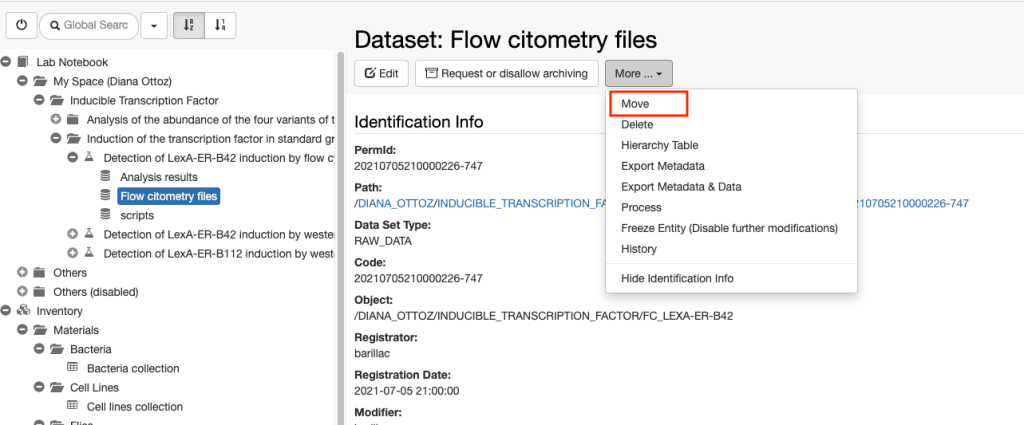 Global Searc
Lab Notebook
My Space (Diana Ottoz)
Inducible Transcription Factor
Analysis of the abundance of the four variants of t
Induction of the transcription factor in standard gr
Detection of LexA-ER-B42 induction by flow c
Analysis results
Flow citometry files
scripts
Detection of LexA-ER-B42 induction by wester
Detection of LexA-ER-B112 induction by weste
Others
Others (disabled)
Inventory
Materials
Bacteria
Bacteria collection
Cell Lines
Cell lines collection
Dataset: Flow citometry files
Edit
Request or disallow archiving
More ...
Move
Delete
Hierarchy Table
Export Metadata
Export Metadata & Data
Process
Freeze Entity (Disable further modifications)
History
Hide Identification Info
Identification Info
PermId:
20210705210000226-747
Path:
/DIANA_OTTOZ/INDUCIBLE_TRANSCRIPTION_FA 0210705210000226-747
Data Set Type:
RAW_DATA
Code:
20210705210000226-747
Object:
/DIANA_OTTOZ/INDUCIBLE_TRANSCRIPTION_FACTOR/FC_LEXA-ER-B42
Registrator:
barillac
Registration Date:
2021-07-05 21:00:00
Modifier: